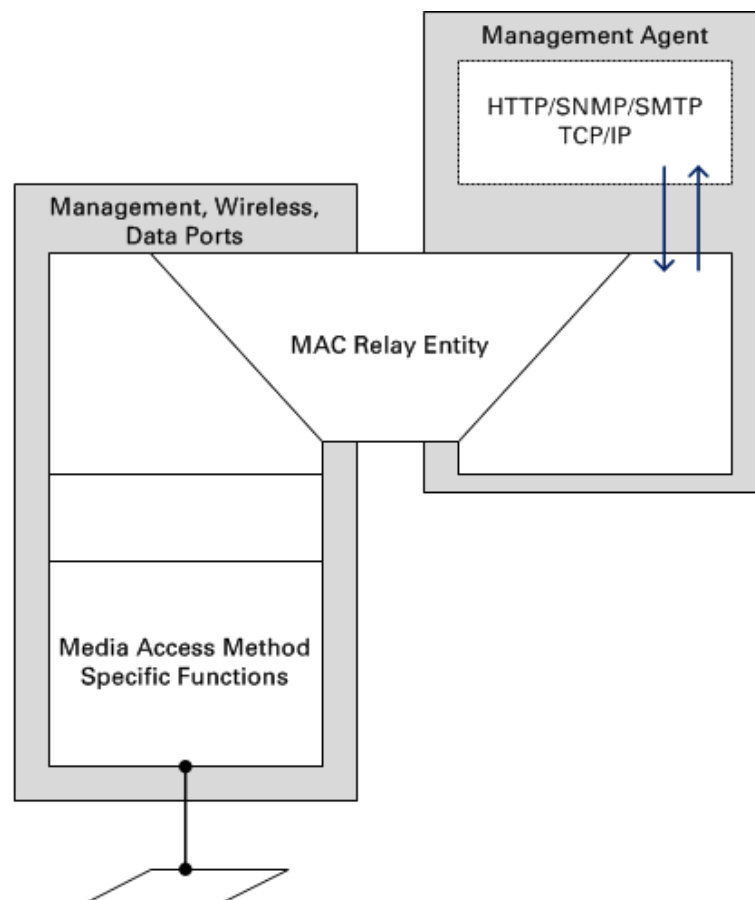 Management Agent
HTTP/SNMP/SMTP
TCP/IP
Management, Wireless,
Data Ports
MAC Relay Entity
Media Access Method
Specific Functions